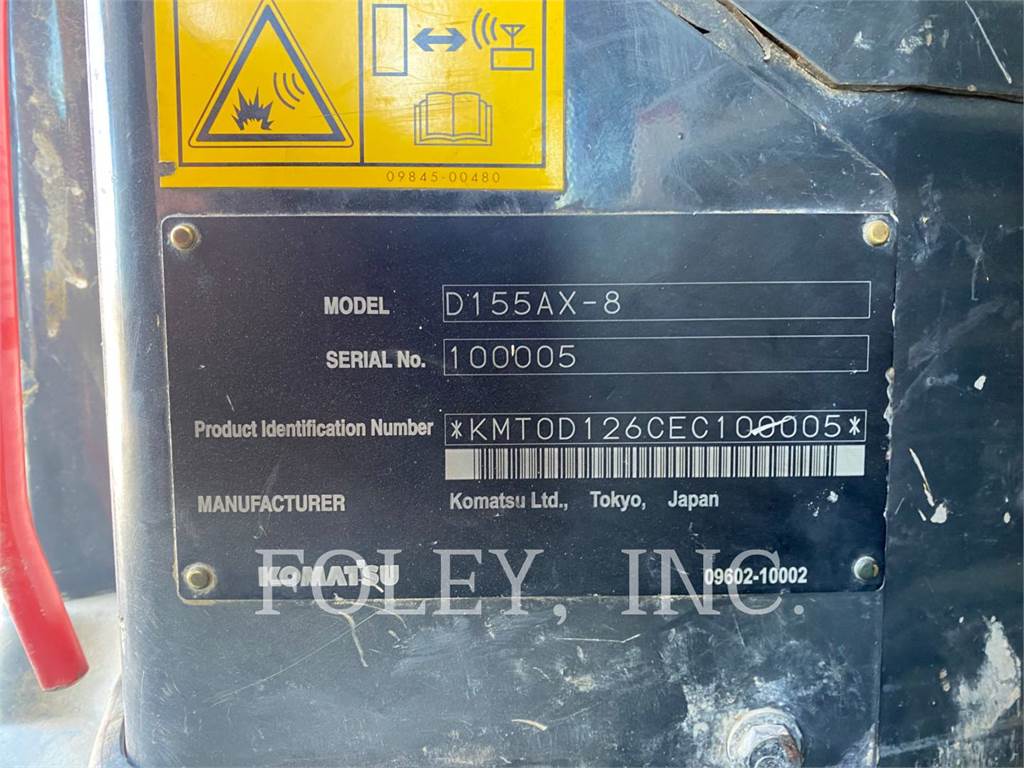 09845-00480
MODEL D155AX-8
SERIAL No. 100005
Product Identification Number *KMT0D126CEC100005*
MANUFACTURER Komatsu Ltd., Tokyo, Japan
KOMATSU 09602-10002
FOLEY, INC.